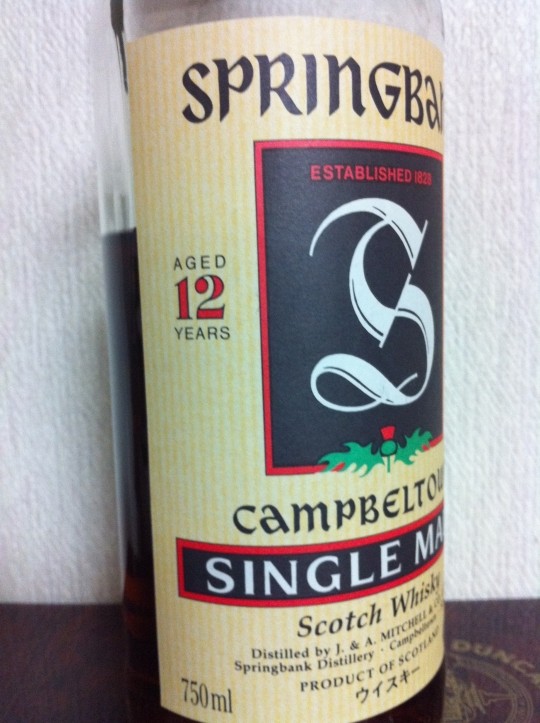 SPRINGBA
ESTABLISHED 1828
S
AGED
12
YEARS
CAMPBELTOW
SINGLE MA
Scotch Whisky
Distilled by J. & A. MITCHELL & C
Springbank Distillery · Campbeltown
PRODUCT OF SCOTLAND
ウイスキー
750ml
DUNCA